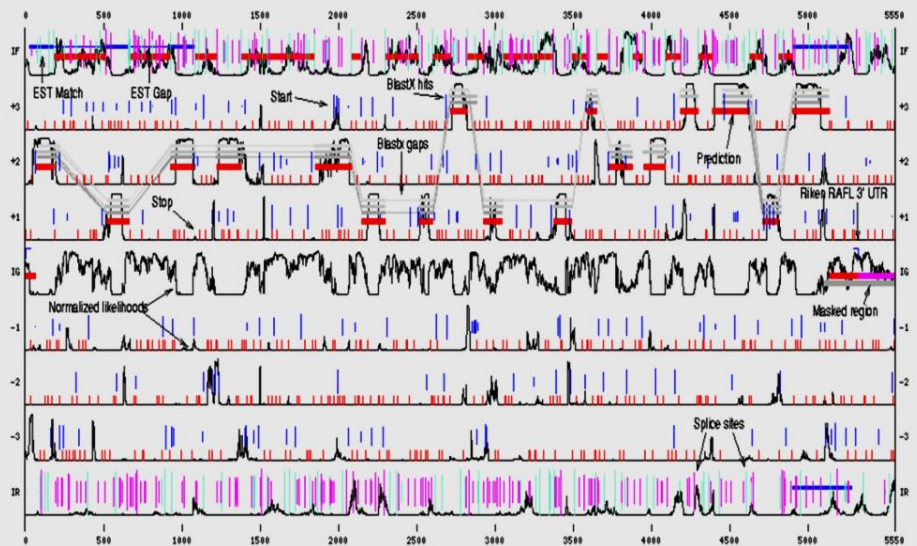 0 500 1000 1500 2000 2500 3000 3500 4000 4500 5000 5550
IF IF
EST Match EST Gap Start BlastX hits
+3 +3
Blastx gaps Prediction
+2 +2
Stop Riken RAFL 3' UTR
+1 +1
IG IG
Normalized likelihoods Masked region
-1 -1
-2 -2
-3 -3
Splice sites
IR IR
0 500 1000 1500 2000 2500 3000 3500 4000 4500 5000 5550